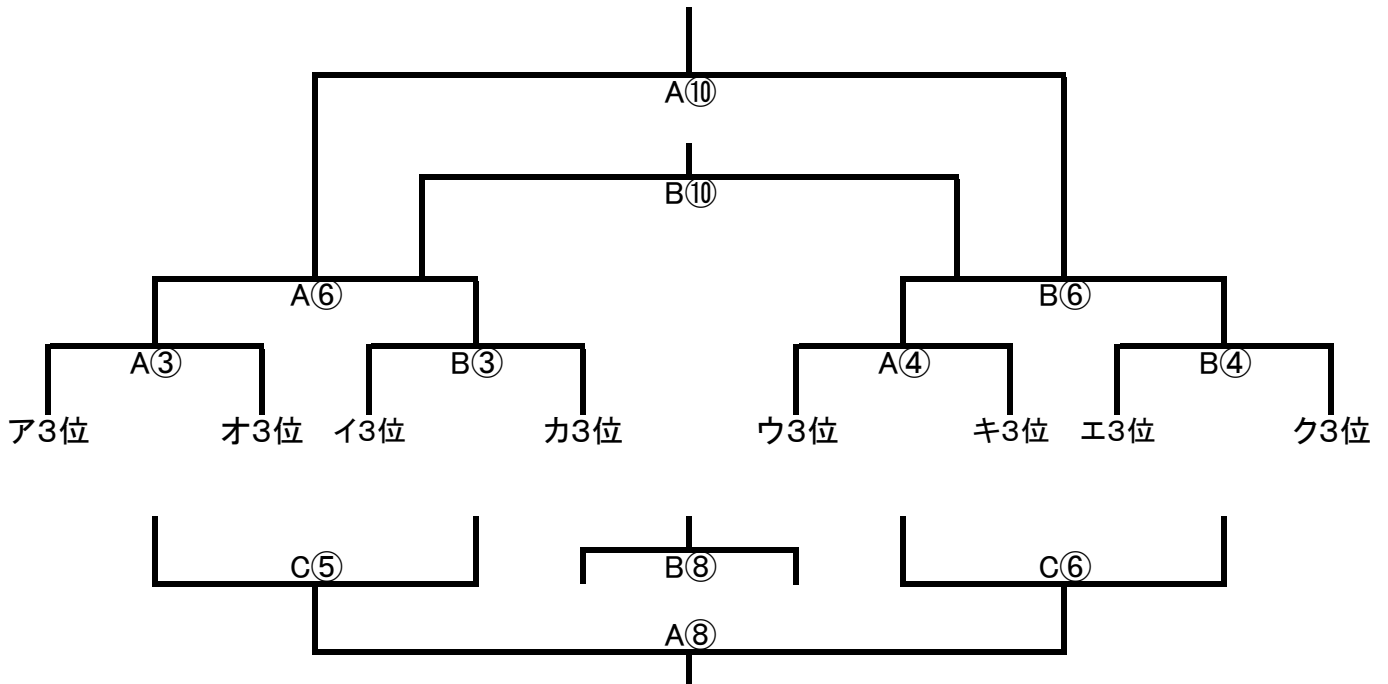 A⑩
B⑩
A⑥ B⑥
A③ B③ A④ B④
ア3位 オ3位 イ3位 カ3位 ウ3位 キ3位 エ3位 ク3位
C⑤ B⑧ C⑥
A⑧